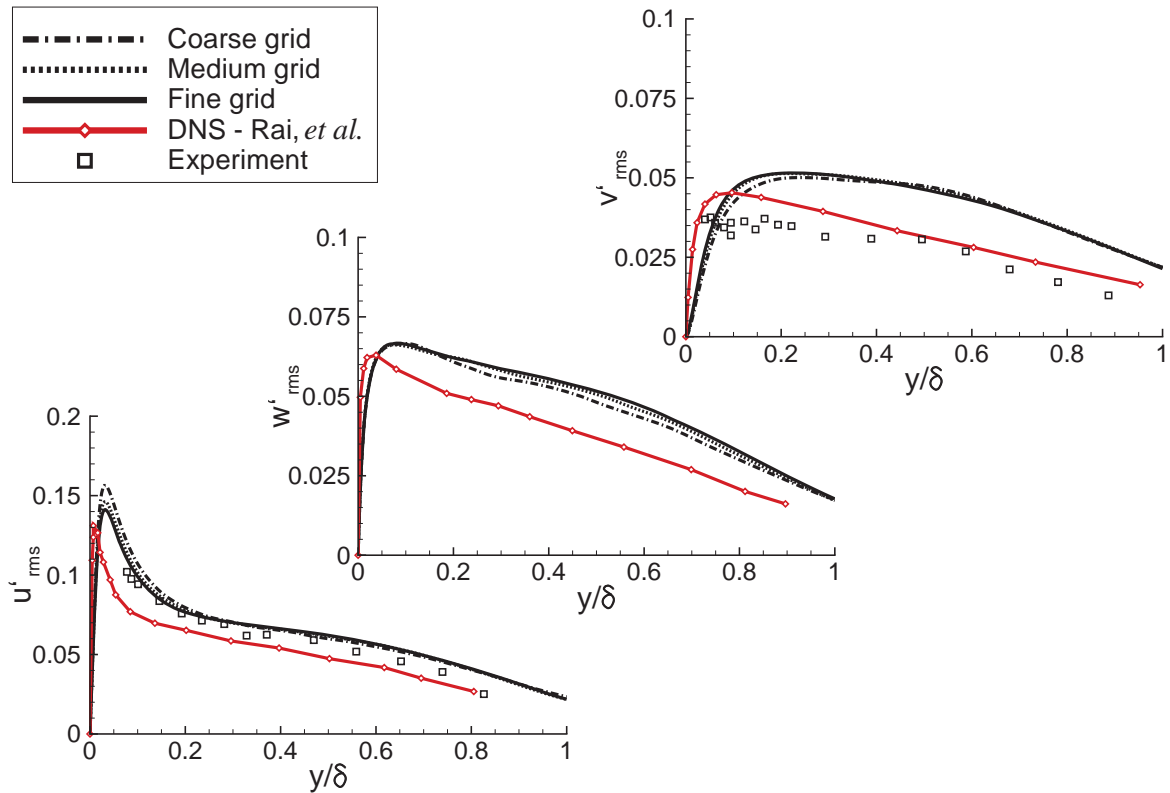 Coarse grid
Medium grid
Fine grid
DNS - Rai, et al.
Experiment
v' rms
0.1
0.075
0.05
0.025
0
0 0.2 0.4 0.6 0.8 1
y/δ
w' rms
0.1
0.075
0.05
0.025
0
0 0.2 0.4 0.6 0.8 1
y/δ
u' rms
0.2
0.15
0.1
0.05
0
0 0.2 0.4 0.6 0.8 1
y/δ